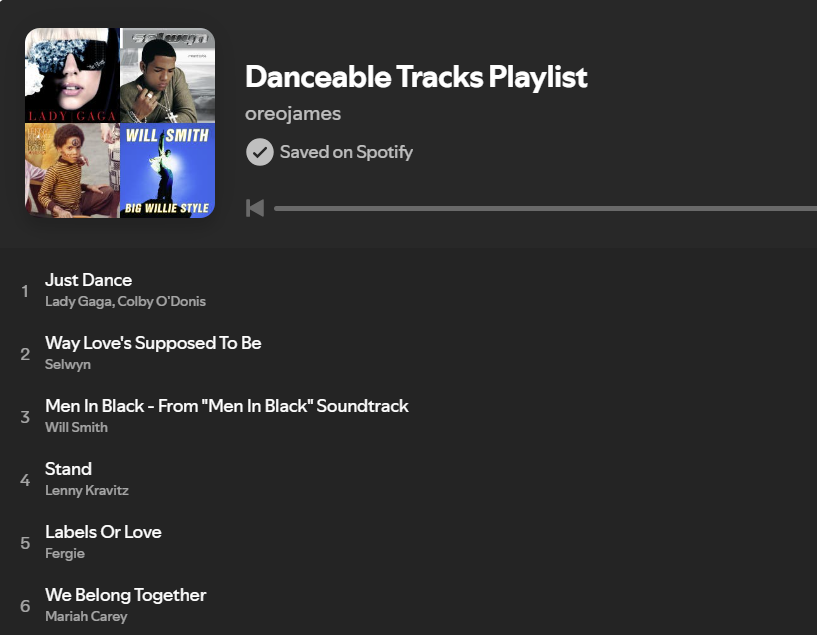 LADY GAGA
selwyn
WILL SMITH
BIG WILLIE STYLE
Danceable Tracks Playlist
oreojames
Saved on Spotify
1
Just Dance
Lady Gaga, Colby O'Donis
2
Way Love's Supposed To Be
Selwyn
3
Men In Black - From "Men In Black" Soundtrack
Will Smith
4
Stand
Lenny Kravitz
5
Labels Or Love
Fergie
6
We Belong Together
Mariah Carey